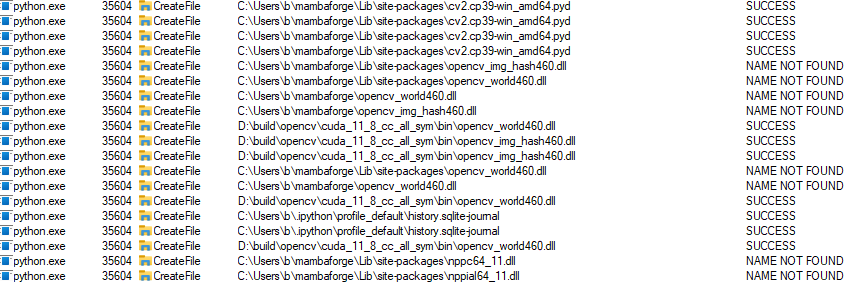 python.exe 35604 CreateFile C:\Users\b\mambaforge\Lib\site-packages\cv2.cp39-win_amd64.pyd SUCCESS
python.exe 35604 CreateFile C:\Users\b\mambaforge\Lib\site-packages\cv2.cp39-win_amd64.pyd SUCCESS
python.exe 35604 CreateFile C:\Users\b\mambaforge\Lib\site-packages\cv2.cp39-win_amd64.pyd SUCCESS
python.exe 35604 CreateFile C:\Users\b\mambaforge\Lib\site-packages\cv2.cp39-win_amd64.pyd SUCCESS
python.exe 35604 CreateFile C:\Users\b\mambaforge\Lib\site-packages\opencv_img_hash460.dll NAME NOT FOUND
python.exe 35604 CreateFile C:\Users\b\mambaforge\Lib\site-packages\opencv_world460.dll NAME NOT FOUND
python.exe 35604 CreateFile C:\Users\b\mambaforge\opencv_world460.dll NAME NOT FOUND
python.exe 35604 CreateFile C:\Users\b\mambaforge\opencv_img_hash460.dll NAME NOT FOUND
python.exe 35604 CreateFile D:\build\opencv\cuda_11_8_cc_all_sym\bin\opencv_world460.dll SUCCESS
python.exe 35604 CreateFile D:\build\opencv\cuda_11_8_cc_all_sym\bin\opencv_img_hash460.dll SUCCESS
python.exe 35604 CreateFile D:\build\opencv\cuda_11_8_cc_all_sym\bin\opencv_img_hash460.dll SUCCESS
python.exe 35604 CreateFile C:\Users\b\mambaforge\Lib\site-packages\opencv_world460.dll NAME NOT FOUND
python.exe 35604 CreateFile C:\Users\b\mambaforge\opencv_world460.dll NAME NOT FOUND
python.exe 35604 CreateFile D:\build\opencv\cuda_11_8_cc_all_sym\bin\opencv_world460.dll SUCCESS
python.exe 35604 CreateFile C:\Users\b\.ipython\profile_default\history.sqlite-journal SUCCESS
python.exe 35604 CreateFile C:\Users\b\.ipython\profile_default\history.sqlite-journal SUCCESS
python.exe 35604 CreateFile D:\build\opencv\cuda_11_8_cc_all_sym\bin\opencv_world460.dll SUCCESS
python.exe 35604 CreateFile C:\Users\b\mambaforge\Lib\site-packages\nppc64_11.dll NAME NOT FOUND
python.exe 35604 CreateFile C:\Users\b\mambaforge\Lib\site-packages\nppial64_11.dll NAME NOT FOUND